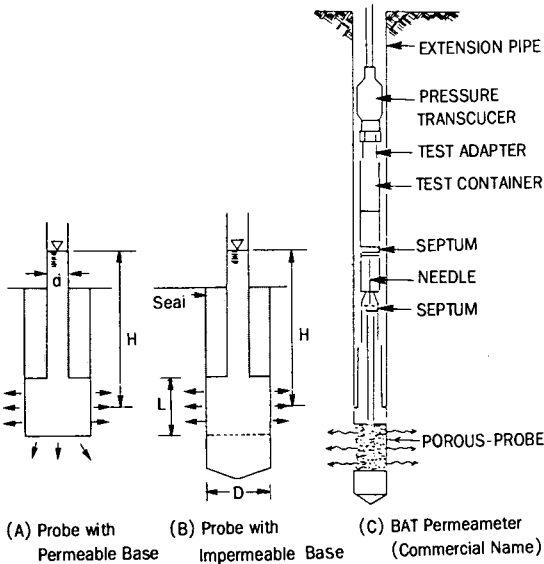 EXTENSION PIPE
PRESSURE
TRANSCUCER
TEST ADAPTER
TEST CONTAINER
SEPTUM
NEEDLE
SEPTUM
POROUS-PROBE
d
H
Seal
H
L
D
(A) Probe with
Permeable Base
(B) Probe with
Impermeable Base
(C) BAT Permeameter
(Commercial Name)